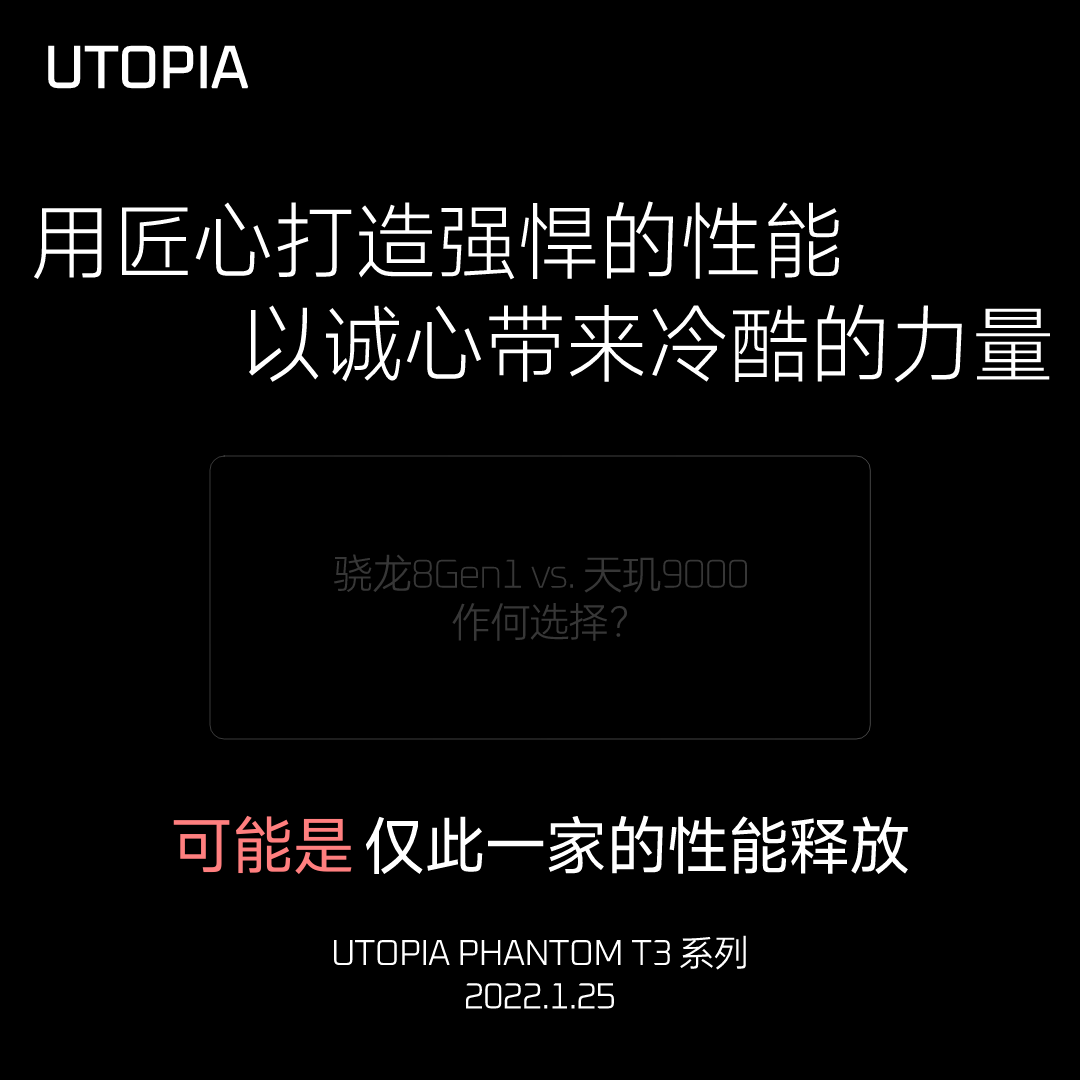 UTOPIA
用匠心打造强悍的性能
以诚心带来冷酷的力量
骁龙8Gen1 vs. 天玑9000
作何选择？
可能是 仅此一家的性能释放
UTOPIA PHANTOM T3 系列
2022.1.25